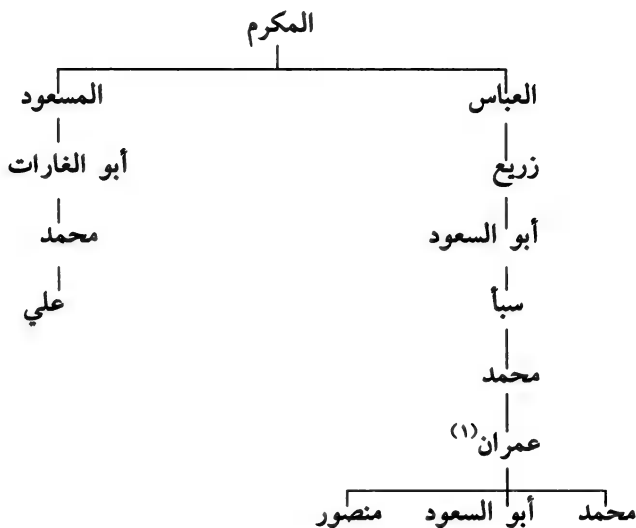 المكرم
العباس المسعود
زريع أبو الغارات
أبو السعود محمد
سبأ علي
محمد
عمران(١)
محمد أبو السعود منصور